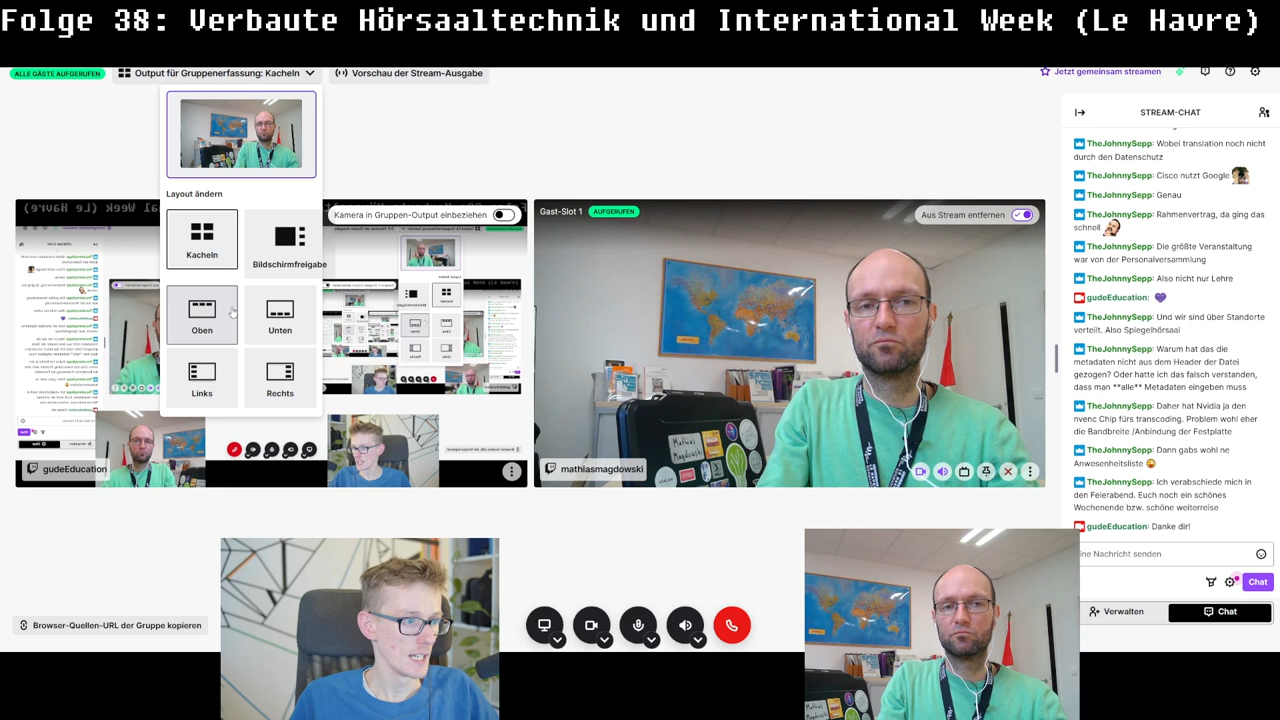 Folge 38: Verbaute Hörsaaltechnik und International Week (Le Havre)
ALLE GÄSTE AUFGERUFEN
Output für Gruppenerfassung: Kacheln
Vorschau der Stream-Ausgabe
Jetzt gemeinsam streamen
Layout ändern
Kacheln
Bildschirmfreigabe
Oben
Unten
Links
Rechts
Kamera in Gruppen-Output einbeziehen
gudeEducation
Gast-Slot 1
AUFGERUFEN
Aus Stream entfernen
Mathias
Magdowski
mathiasmagdowski
STREAM-CHAT
TheJohnnySepp: Wobei translation noch nicht
durch den Datenschutz
TheJohnnySepp: Cisco nutzt Google
TheJohnnySepp: Genau
TheJohnnySepp: Rahmenvertrag, da ging das
schnell
TheJohnnySepp: Die größte Veranstaltung
war von der Personalversammlung
TheJohnnySepp: Also nicht nur Lehre
gudeEducation:
TheJohnnySepp: Und wir sind über Standorte
verteilt. Also Spiegelhörsaal
TheJohnnySepp: Warum hat das die
metadaten nicht aus dem Header der Datei
gezogen? Oder hatte ich das falsch verstanden,
dass man **alle** Metadaten eingeben muss
TheJohnnySepp: Daher hat Nvidia ja den
nvenc Chip fürs transcoding. Problem wohl eher
die Bandbreite /Anbindung der Festplatte
TheJohnnySepp: Dann gabs wohl ne
Anwesenheitsliste
TheJohnnySepp: Ich verabschiede mich in
den Feierabend. Euch noch ein schönes
Wochenende bzw. schöne weiterreise
gudeEducation: Danke dir!
ine Nachricht senden
Chat
Verwalten
Chat
Browser-Quellen-URL der Gruppe kopieren